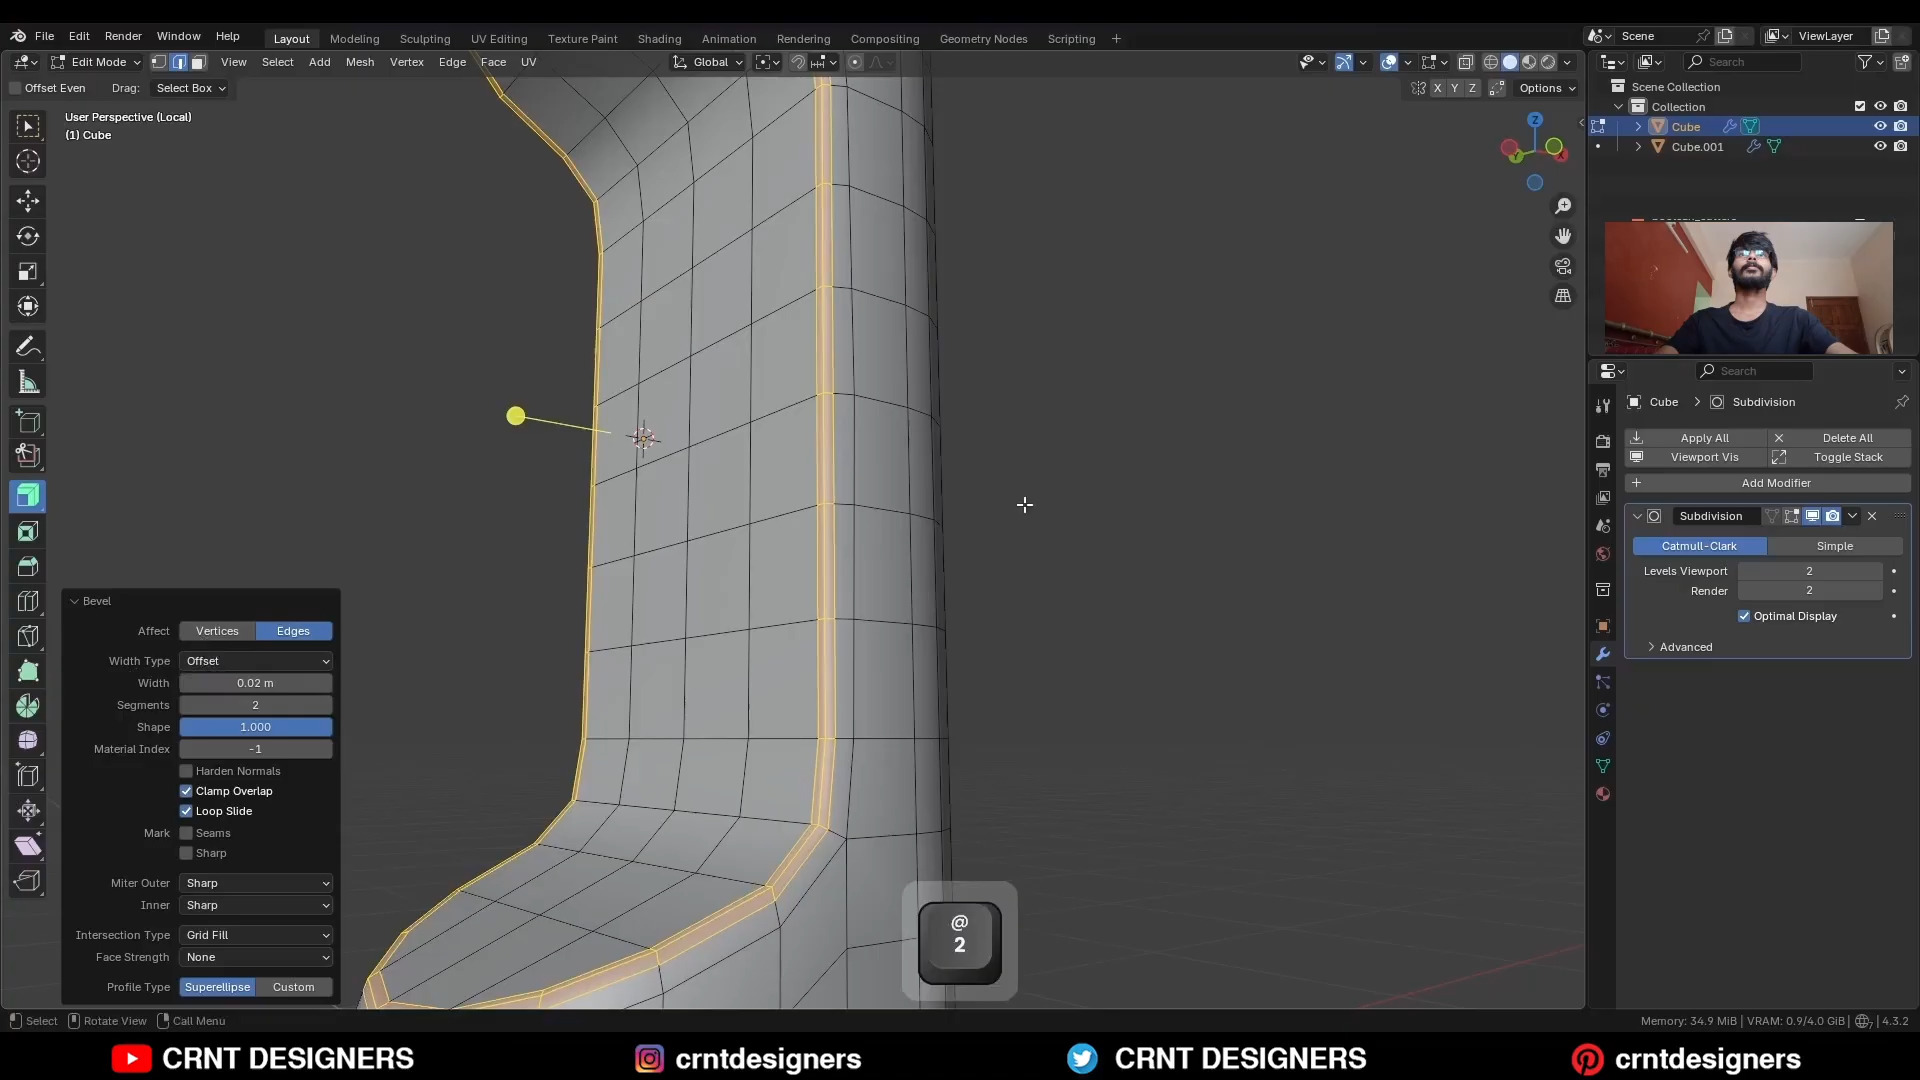 File Edit Render Window Help
Layout Modeling Sculpting UV Editing Texture Paint Shading Animation Rendering Compositing Geometry Nodes Scripting +
Scene
ViewLayer
Edit Mode
View Select Add Mesh Vertex Edge Face UV
Global
Search
Offset Even
Drag:
Select Box
X Y Z
Options
Scene Collection
Collection
Cube
Cube.001
User Perspective (Local)
(1) Cube
Z
Search
Cube > Subdivision
Apply All
Delete All
Viewport Vis
Toggle Stack
Add Modifier
Subdivision
Catmull-Clark
Simple
Levels Viewport 2
Render 2
Optimal Display
Advanced
Bevel
Affect Vertices Edges
Width Type Offset
Width 0.02 m
Segments 2
Shape 1.000
Material Index -1
Harden Normals
Clamp Overlap
Loop Slide
Mark Seams
Sharp
Miter Outer Sharp
Inner Sharp
Intersection Type Grid Fill
Face Strength None
Profile Type Superellipse Custom
@
2
Select Rotate View Call Menu
Memory: 34.9 MiB | VRAM: 0.9/4.0 GiB | 7 | 4.3.2
CRNT DESIGNERS
crntdesigners
CRNT DESIGNERS
crntdesigners